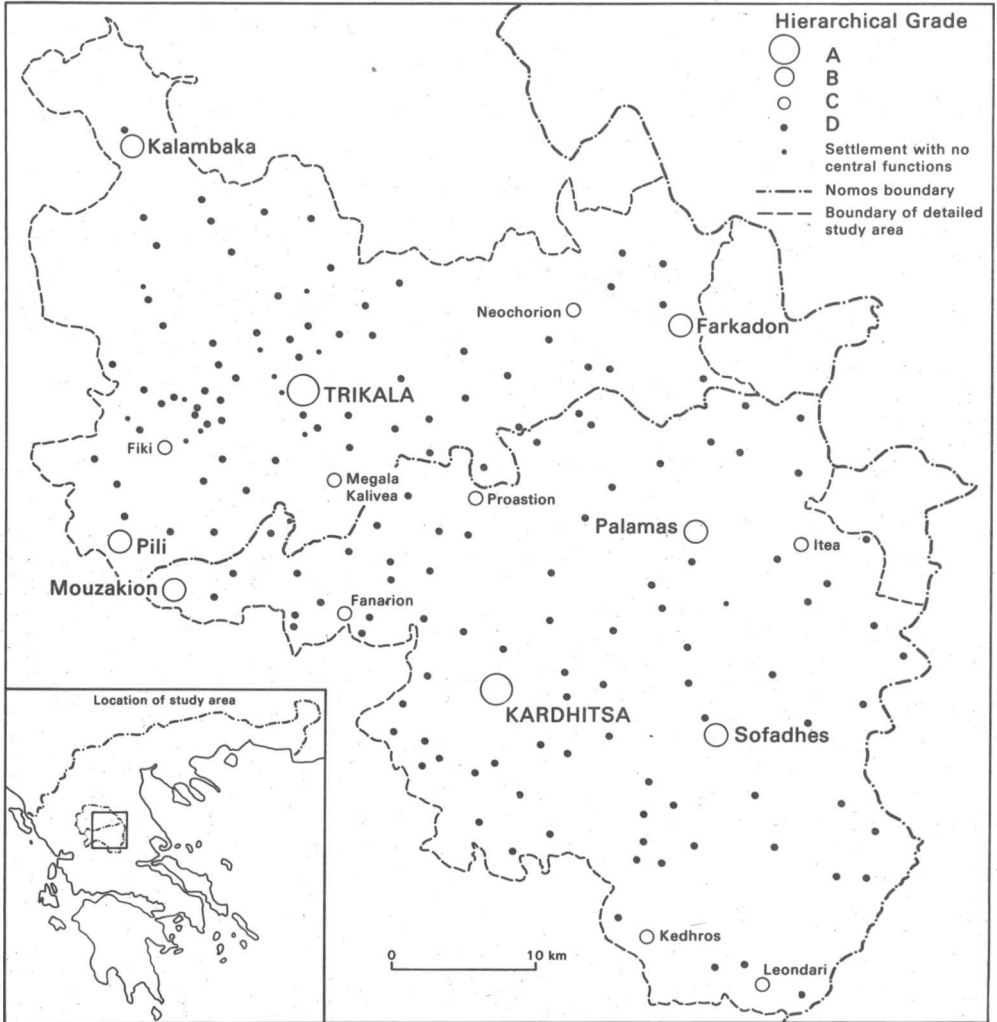 Hierarchical Grade
A
B
C
D
Settlement with no
central functions
Nomos boundary
Boundary of detailed
study area
Kalambaka
Neochorion
Farkadon
TRIKALA
Fiki
Megala
Kalivea
Proastion
Palamas
Itea
Pili
Mouzakion
Fanarion
KARDHITSA
Sofadhes
Location of study area
Kedhros
0 10 km
Leondari